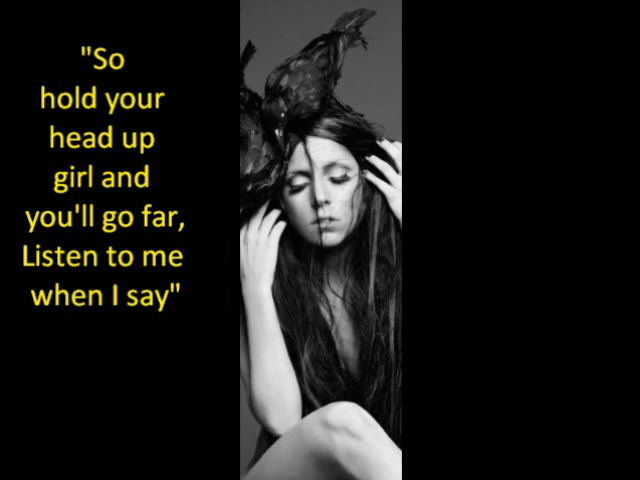 "So
hold your
head up
girl and
you'll go far,
Listen to me
when I say"